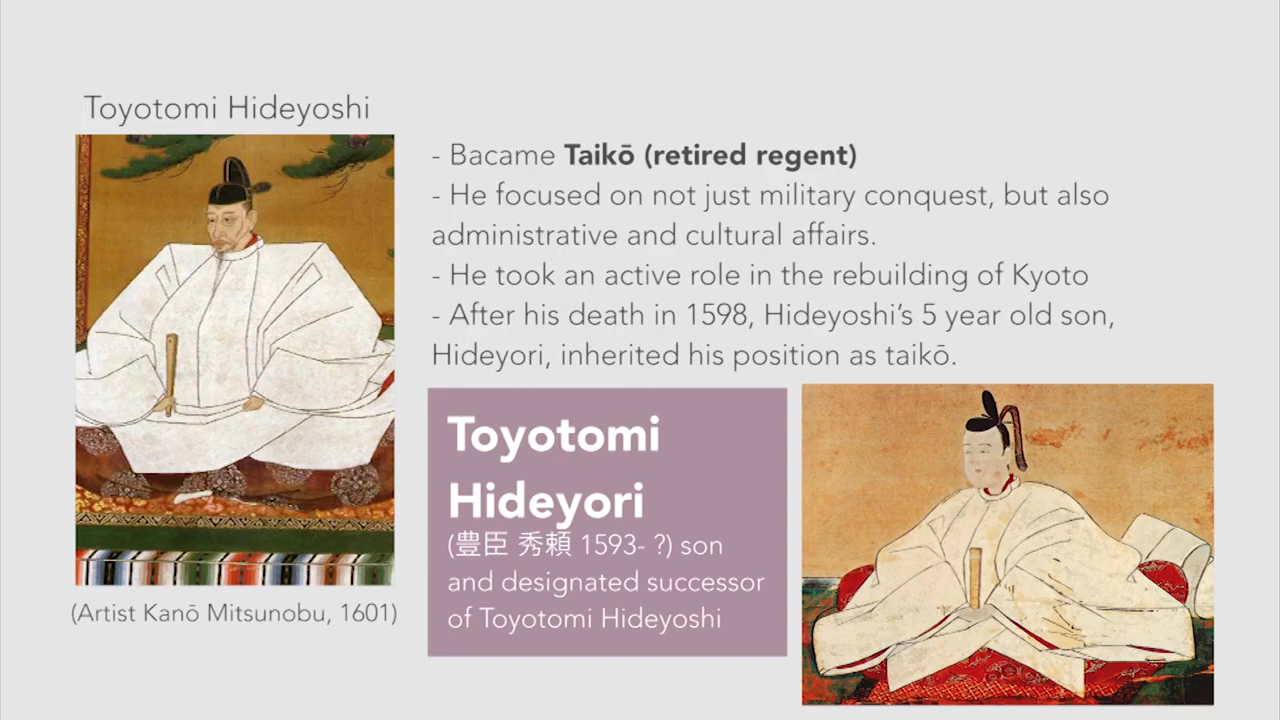 Toyotomi Hideyoshi
- Bacame Taikō (retired regent)
- He focused on not just military conquest, but also
administrative and cultural affairs.
- He took an active role in the rebuilding of Kyoto
- After his death in 1598, Hideyoshi’s 5 year old son,
Hideyori, inherited his position as taikō.
(Artist Kanō Mitsunobu, 1601)
Toyotomi
Hideyori
(豊臣 秀頼 1593- ?) son
and designated successor
of Toyotomi Hideyoshi